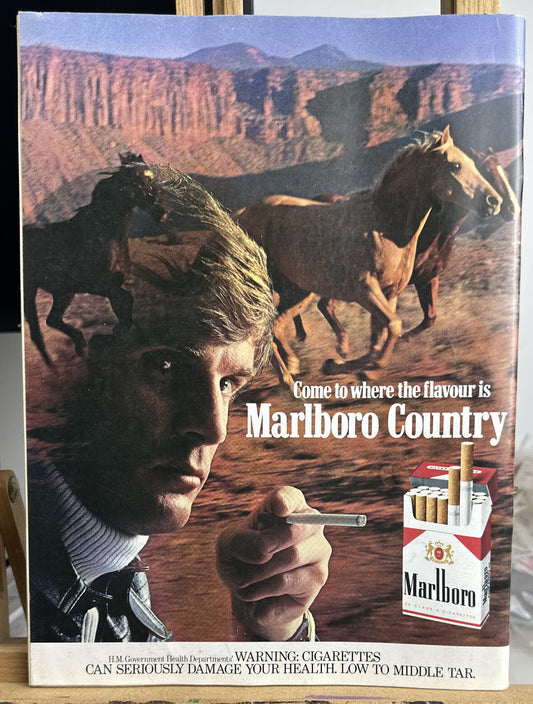 Come to where the flavour is
Marlboro Country
Marlboro
H.M. Government Health Departments' WARNING: CIGARETTES
CAN SERIOUSLY DAMAGE YOUR HEALTH. LOW TO MIDDLE TAR.